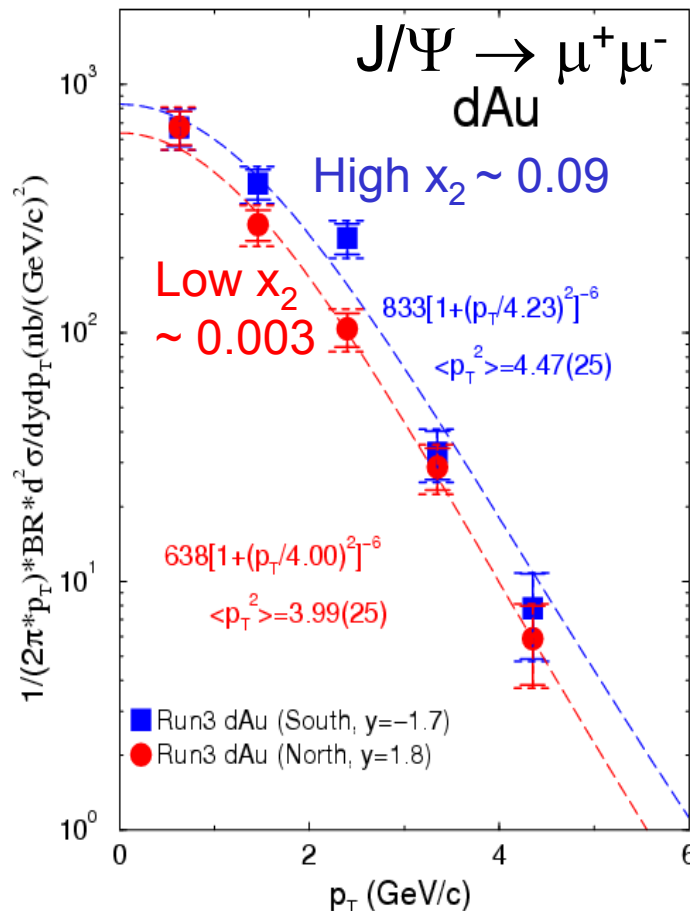 J/Ψ → μ⁺μ⁻
dAu
High x₂ ~ 0.09
Low x₂
~ 0.003
833[1+(p_T/4.23)²]⁻⁶
<p_T²>=4.47(25)
638[1+(p_T/4.00)²]⁻⁶
<p_T²>=3.99(25)
Run3 dAu (South, y=−1.7)
Run3 dAu (North, y=1.8)
1/(2π*p_T)*BR*d²σ/dydp_T(nb/(GeV/c)²)
10³
10²
10¹
10⁰
0 2 4 6
p_T (GeV/c)